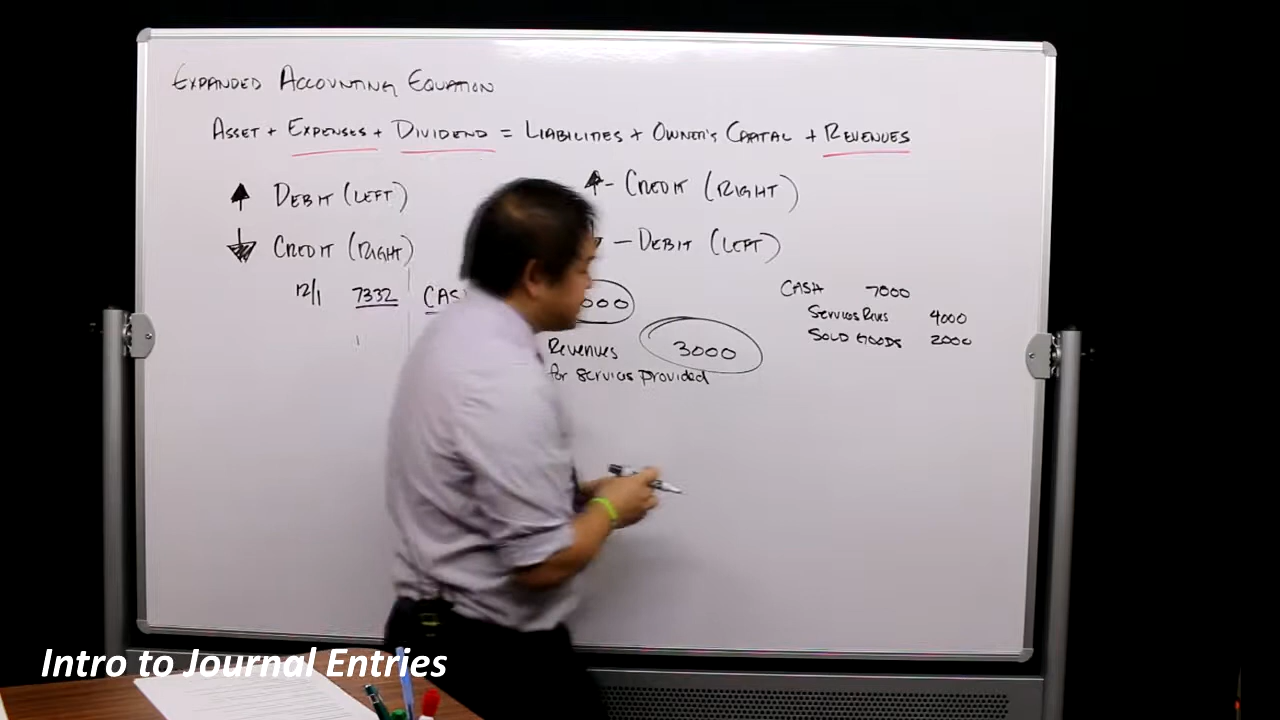 EXPANDED ACCOUNTING EQUATION
ASSET + EXPENSES + DIVIDEND = LIABILITIES + OWNER'S CAPITAL + REVENUES
DEBIT (LEFT)
CREDIT (RIGHT)
- CREDIT (RIGHT)
- DEBIT (LEFT)
12/1 7332 CAS 000
Revenues 3000
for services provided
CASH 7000
Services Revs 4000
SOLD GOODS 2000
Intro to Journal Entries